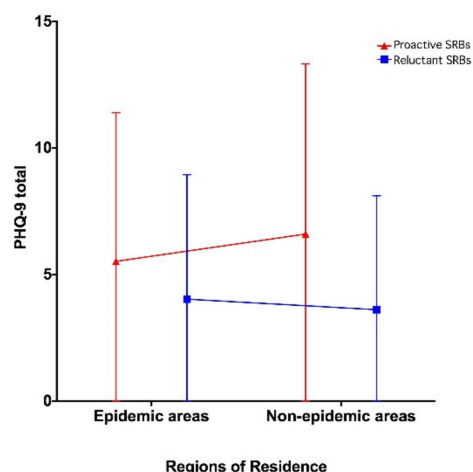 15
Proactive SRBs
Reluctant SRBs
10
PHQ-9 total
5
0
Epidemic areas Non-epidemic areas
Regions of Residence